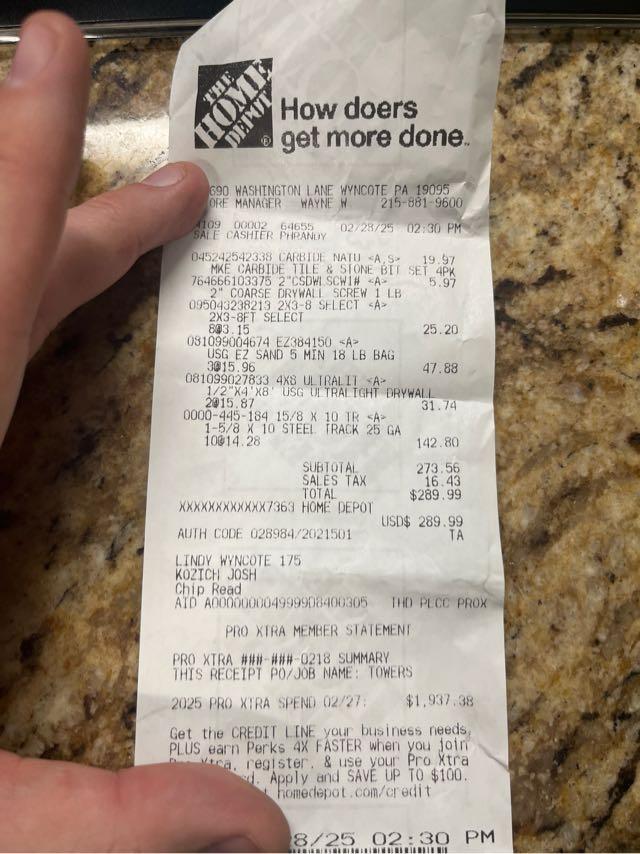 THE
HOME
DEPOT
How doers
get more done..
690 WASHINGTON LANE WYNCOTE PA 19095
ORE MANAGER WAYNE W 215-881-9600
4109 00002 64655 02/28/25 02:30 PM
SALE CASHIER PHRANDY
045242542338 CARBIDE NATU <A,S> 19.97
MKE CARBIDE TILE & STONE BIT SET 4PK
764666103375 2"CSDWLSCW1# <A> 5.97
2" COARSE DRYWALL SCREW 1 LB
095043238213 2X3-8 SELECT <A>
2X3-8FT SELECT
8@3.15 25.20
081099004674 EZ384150 <A>
USG EZ SAND 5 MIN 18 LB BAG
3@15.96 47.88
081099027833 4X8 ULTRALIT <A>
1/2"X4'X8' USG ULTRALIGHT DRYWALL
2@15.87 31.74
0000-445-184 15/8 X 10 TR <A>
1-5/8 X 10 STEEL TRACK 25 GA
10@14.28 142.80
SUBTOTAL 273.56
SALES TAX 16.43
TOTAL $289.99
XXXXXXXXXXXX7363 HOME DEPOT
USD$ 289.99
AUTH CODE 028984/2021501 TA
LINDY WYNCOTE 175
KOZICH JOSH
Chip Read
AID A0000000049999D8400305 THD PLCC PROX
PRO XTRA MEMBER STATEMENT
PRO XTRA ###-###-0218 SUMMARY
THIS RECEIPT PO/JOB NAME: TOWERS
2025 PRO XTRA SPEND 02/27: $1,937.38
Get the CREDIT LINE your business needs,
PLUS earn Perks 4X FASTER when you join
Pro Xtra, register, & use your Pro Xtra
d. Apply and SAVE UP TO $100.
homedepot.com/credit
8/25 02:30 PM